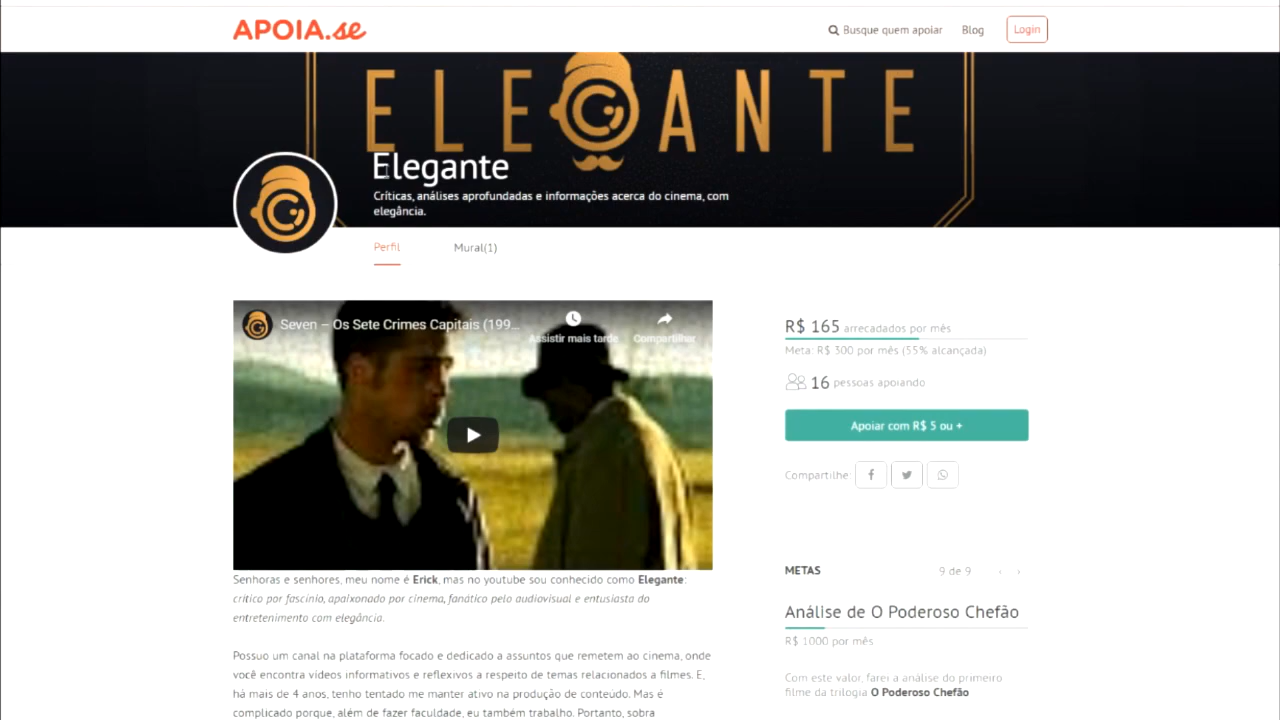 APOIA.se
Busque quem apoiar
Blog
Login
ELEGANTE
Elegante
Críticas, análises aprofundadas e informações acerca do cinema, com
elegância.
Perfil
Mural(1)
Seven – Os Sete Crimes Capitais (199...
Assistir mais tarde
Compartilhar
R$ 165 arrecadados por mês
Meta: R$ 300 por mês (55% alcançada)
16 pessoas apoiando
Apoiar com R$ 5 ou +
Compartilhe:
Senhoras e senhores, meu nome é Erick, mas no youtube sou conhecido como Elegante:
crítico por fascínio, apaixonado por cinema, fanático pelo audiovisual e entusiasta do
entretenimento com elegância.
Possuo um canal na plataforma focado e dedicado a assuntos que remetem ao cinema, onde
você encontra vídeos informativos e reflexivos a respeito de temas relacionados a filmes. E,
há mais de 4 anos, tenho tentado me manter ativo na produção de conteúdo. Mas é
complicado porque, além de fazer faculdade, eu também trabalho. Portanto, sobra
METAS
9 de 9
Análise de O Poderoso Chefão
R$ 1000 por mês
Com este valor, farei a análise do primeiro
filme da trilogia O Poderoso Chefão